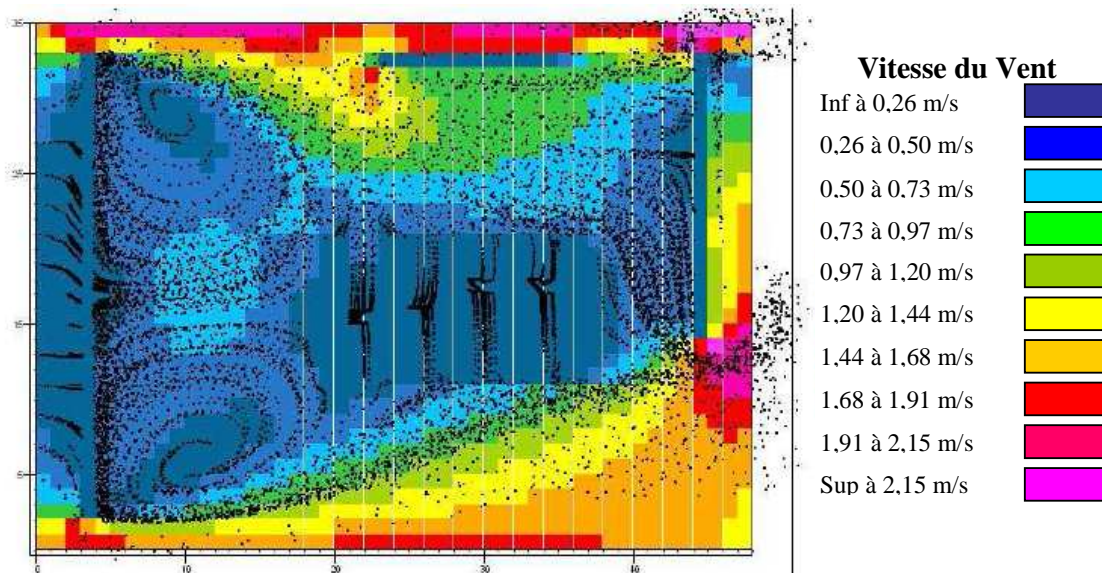 Vitesse du Vent
Inf à 0,26 m/s
0,26 à 0,50 m/s
0,50 à 0,73 m/s
0,73 à 0,97 m/s
0,97 à 1,20 m/s
1,20 à 1,44 m/s
1,44 à 1,68 m/s
1,68 à 1,91 m/s
1,91 à 2,15 m/s
Sup à 2,15 m/s
0 10 20 30 40